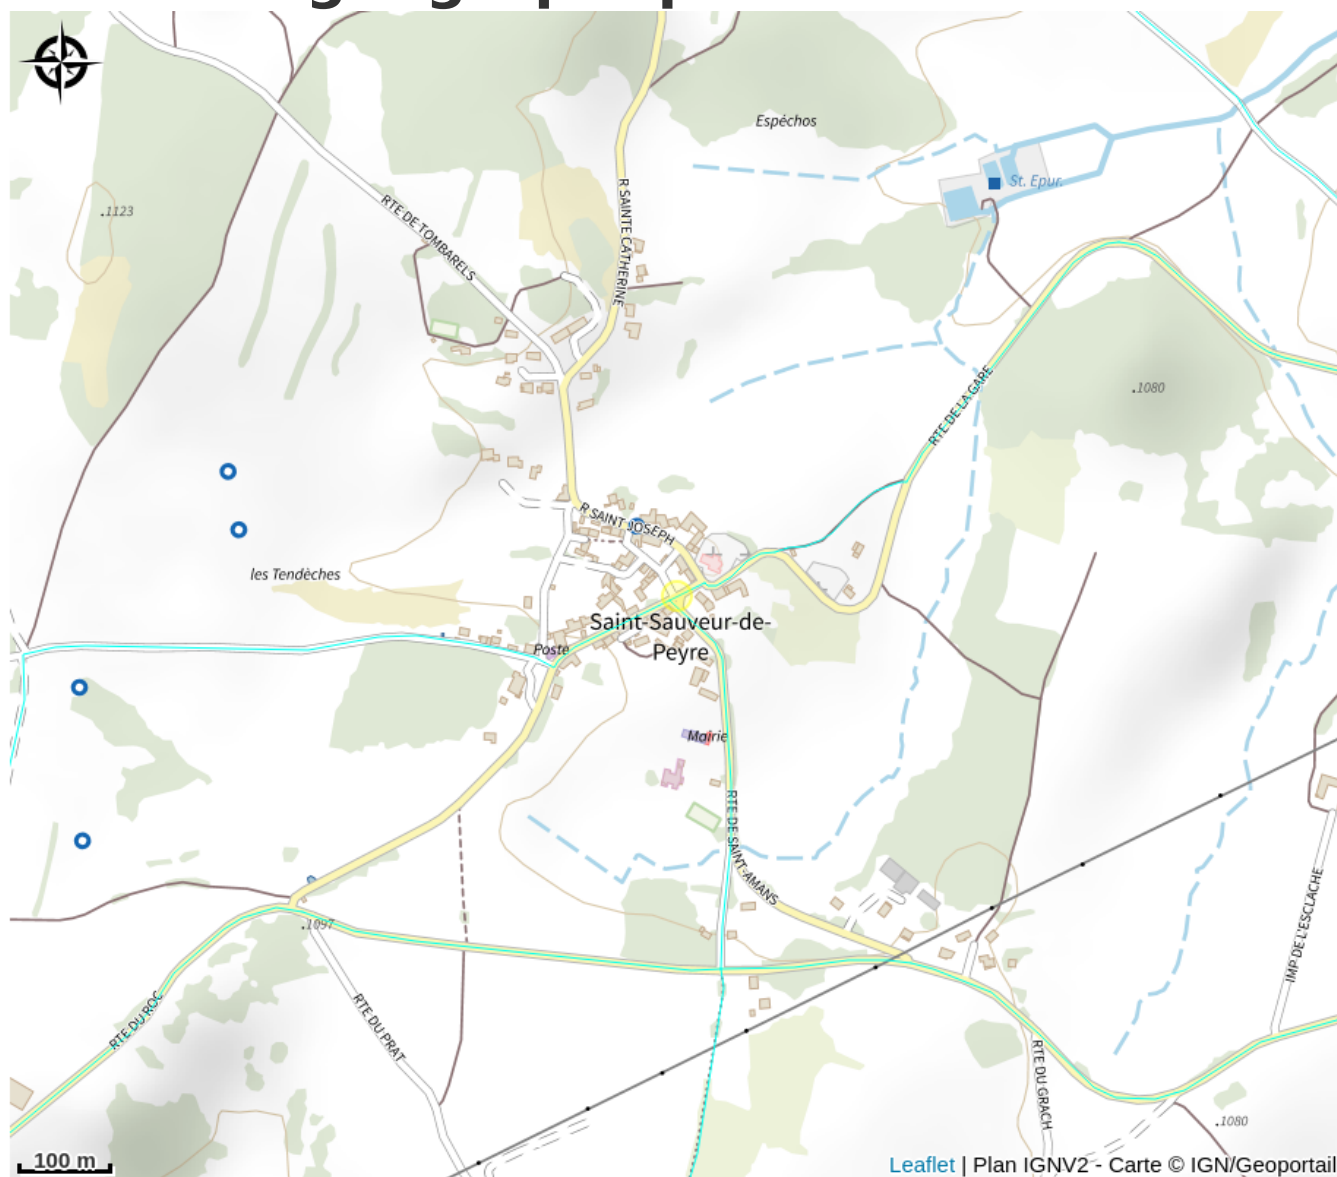 Espéchos
St. Epur.
R SAINTE CATHERINE
RTE DE TOMBARELS
.1123
.1080
RTE DE LA GARE
R SAINT JOSEPH
les Tendèches
Saint-Sauveur-de-
Peyre
Poste
Mairie
RTE DE SAINT-AMANS
.1097
IMP DE L'ESCLACHE
RTE DU ROC
RTE DU PRAT
RTE DU GRACH
.1080
100 m
Leaflet | Plan IGNV2 - Carte © IGN/Geoportail